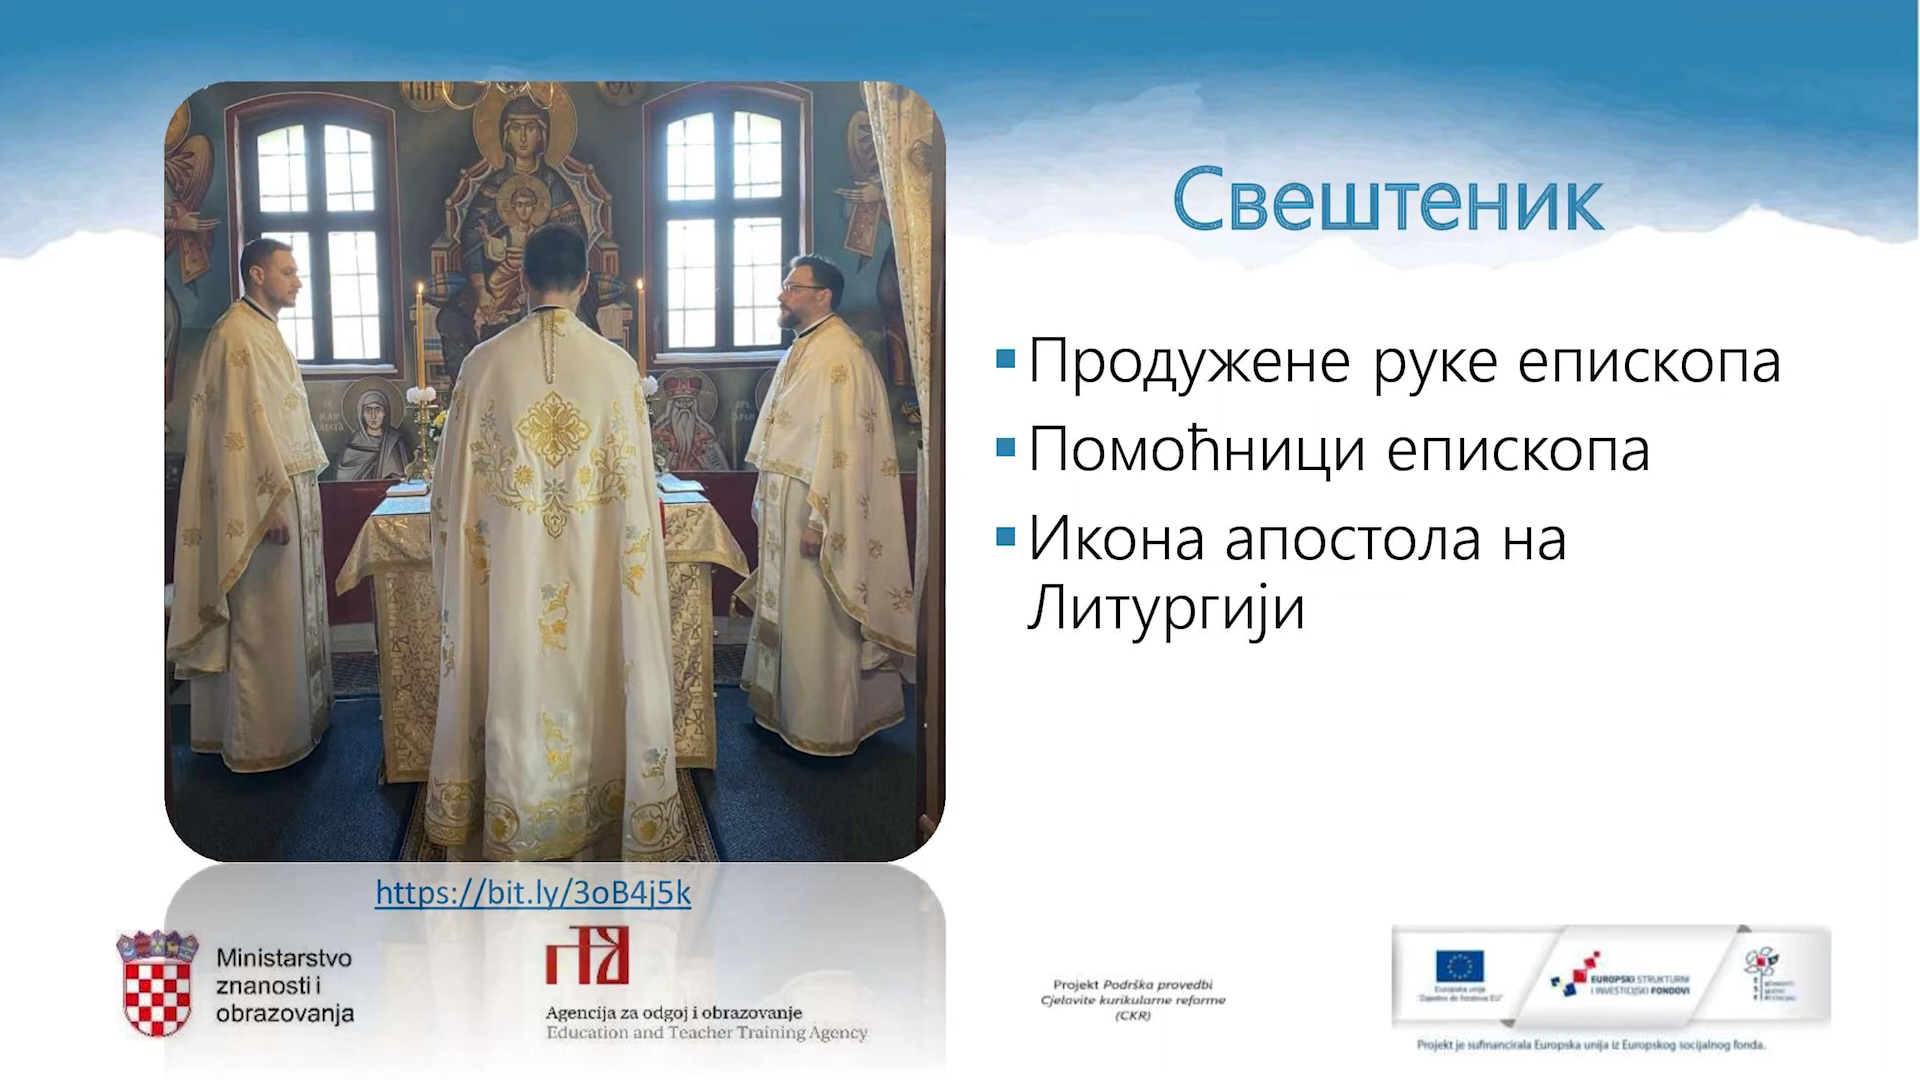 Свештеник
Продужене руке епископа
Помоћници епископа
Икона апостола на
Литургији
https://bit.ly/3oB4j5k
Ministarstvo
znanosti i
obrazovanja
Agencija za odgoj i obrazovanje
Education and Teacher Training Agency
Projekt Podrška provedbi
Cjelovite kurikularne reforme
(CKR)
EUROPSKI STRUKTURNI
I INVESTICIJSKI FONDOVI
Projekt je sufinancirala Europska unija iz Europskog socijalnog fonda.